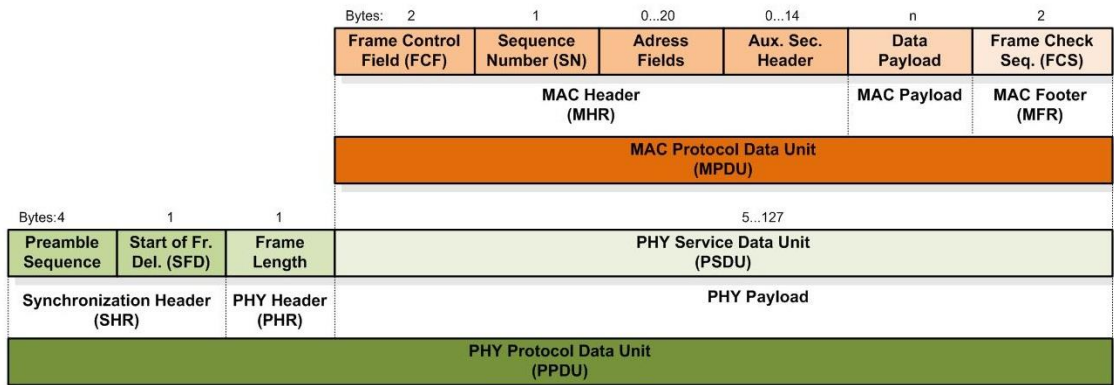 Bytes: 2 1 0...20 0...14 n 2
Frame Control Sequence Adress Aux. Sec. Data Frame Check
Field (FCF) Number (SN) Fields Header Payload Seq. (FCS)
MAC Header MAC Payload MAC Footer
(MHR) (MFR)
MAC Protocol Data Unit
(MPDU)
Bytes:4 1 1 5...127
Preamble Start of Fr. Frame PHY Service Data Unit
Sequence Del. (SFD) Length (PSDU)
Synchronization Header PHY Header PHY Payload
(SHR) (PHR)
PHY Protocol Data Unit
(PPDU)